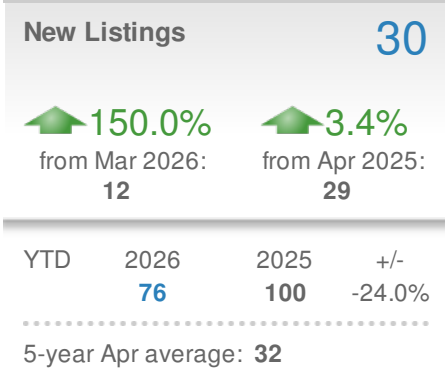 New Listings 30
150.0% 3.4%
from Mar 2026: from Apr 2025:
12 29
YTD 2026 2025 +/-
76 100 -24.0%
5-year Apr average: 32